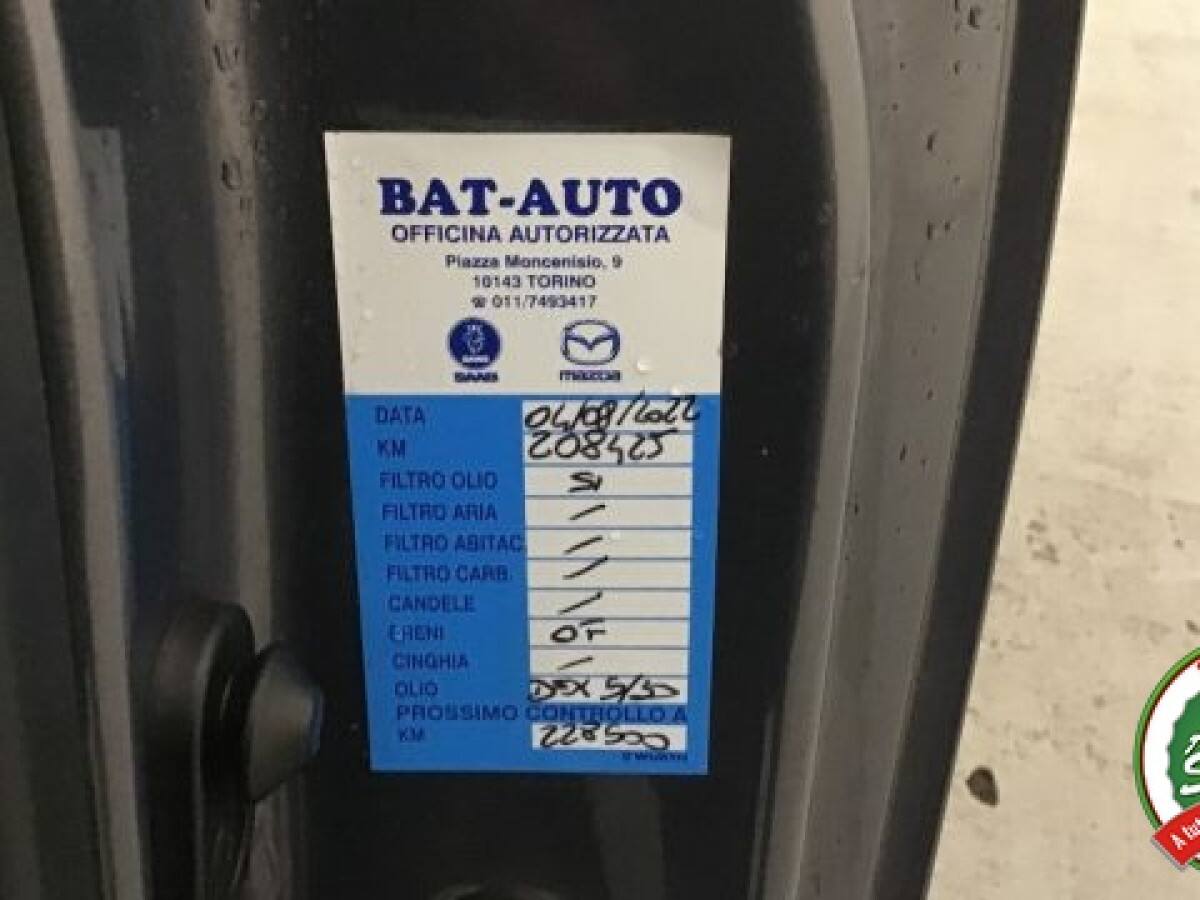 BAT-AUTO
OFFICINA AUTORIZZATA
Piazza Moncenisio, 9
10143 TORINO
☎ 011/7493417
SAAB mazda
DATA 04/08/2022
KM 208425
FILTRO OLIO SI
FILTRO ARIA /
FILTRO ABITAC. /
FILTRO CARB. /
CANDELE /
FRENI
CINGHIA /
OLIO 5/30
PROSSIMO CONTROLLO A
KM 228500